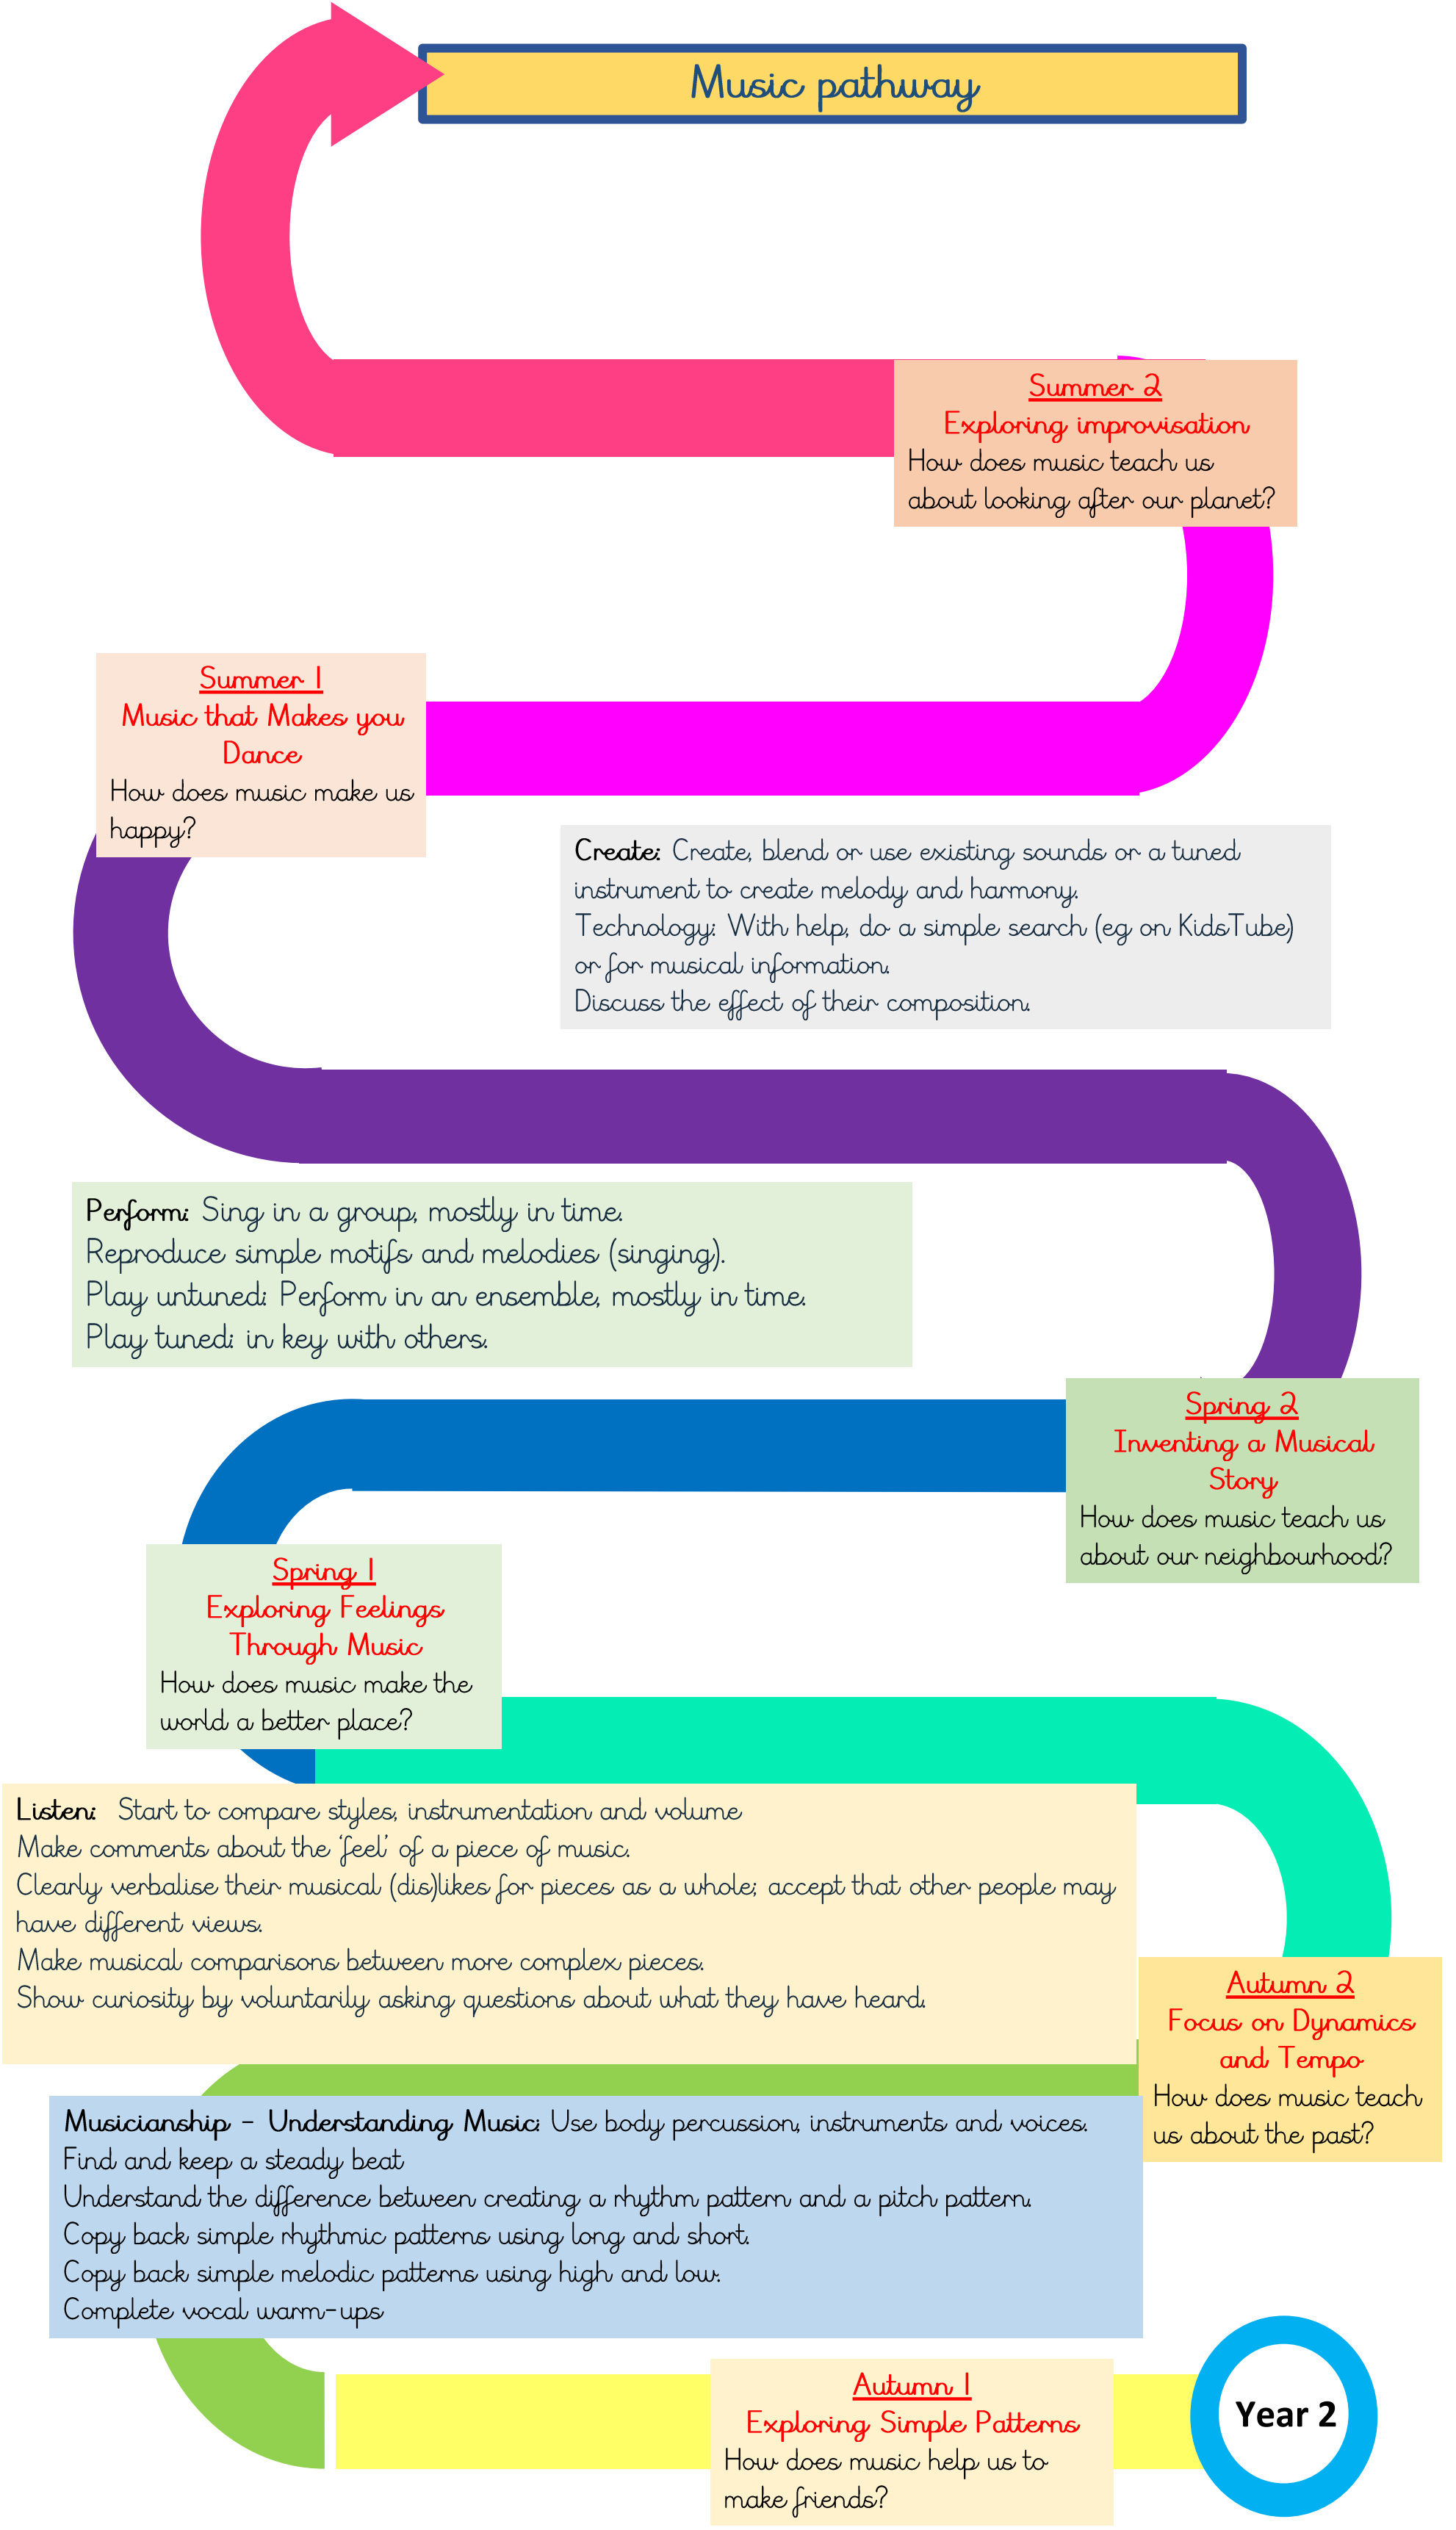 Music pathway
Summer 2
Exploring improvisation
How does music teach us
about looking after our planet?
Summer 1
Music that Makes you
Dance
How does music make us
happy?
Create: Create, blend or use existing sounds or a tuned
instrument to create melody and harmony.
Technology: With help, do a simple search (eg on KidsTube)
or for musical information.
Discuss the effect of their composition.
Perform: Sing in a group, mostly in time.
Reproduce simple motifs and melodies (singing).
Play untuned: Perform in an ensemble, mostly in time.
Play tuned: in key with others.
Spring 2
Inventing a Musical
Story
How does music teach us
about our neighbourhood?
Spring 1
Exploring Feelings
Through Music
How does music make the
world a better place?
Listen: Start to compare styles, instrumentation and volume
Make comments about the ‘feel’ of a piece of music.
Clearly verbalise their musical (dis)likes for pieces as a whole; accept that other people may
have different views.
Make musical comparisons between more complex pieces.
Show curiosity by voluntarily asking questions about what they have heard.
Autumn 2
Focus on Dynamics
and Tempo
How does music teach
us about the past?
Musicianship - Understanding Music: Use body percussion, instruments and voices.
Find and keep a steady beat
Understand the difference between creating a rhythm pattern and a pitch pattern.
Copy back simple rhythmic patterns using long and short.
Copy back simple melodic patterns using high and low.
Complete vocal warm-ups
Autumn 1
Exploring Simple Patterns
How does music help us to
make friends?
Year 2